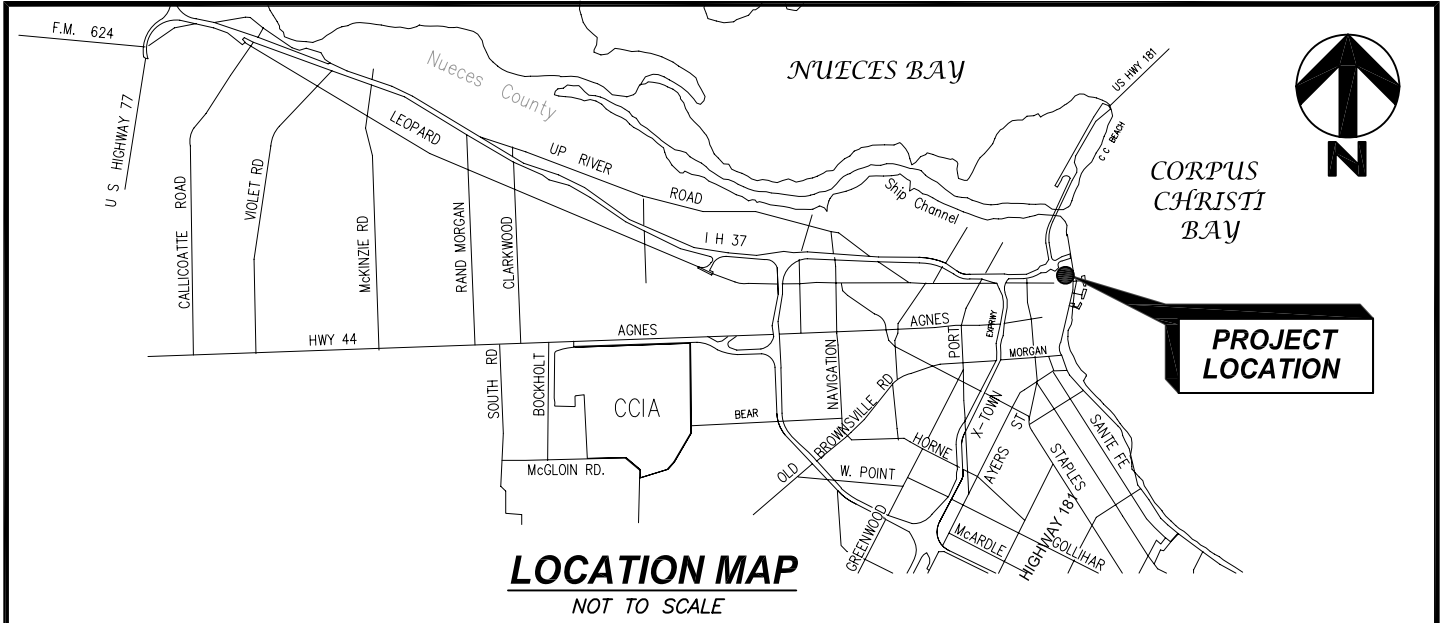 F.M. 624
U S HIGHWAY 77
CALLICOATTE ROAD
VIOLET RD
McKINZIE RD
LEOPARD
RAND MORGAN
CLARKWOOD
Nueces County
UP RIVER
ROAD
I H 37
NUECES BAY
Ship Channel
US HWY 181
C C BEACH
CORPUS
CHRISTI
BAY
N
PROJECT
LOCATION
HWY 44
AGNES
AGNES
SOUTH RD
BOCKHOLT
CCIA
McGLOIN RD.
BEAR
NAVIGATION
OLD BROWNSVILLE RD
W. POINT
HORNE
GREENWOOD
PORT
EXPRWY
MORGAN
X-TOWN
AYERS ST
STAPLES
SANTE FE
McARDLE
HIGHWAY 181
GOLLIHAR
LOCATION MAP
NOT TO SCALE